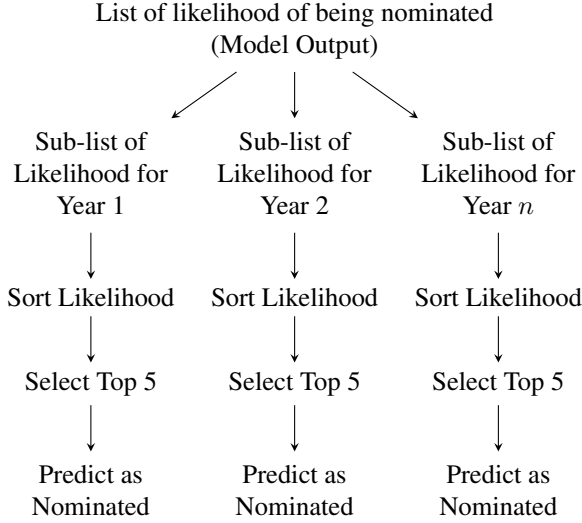 List of likelihood of being nominated
(Model Output)
Sub-list of
Likelihood for
Year 1
Sub-list of
Likelihood for
Year 2
Sub-list of
Likelihood for
Year n
Sort Likelihood
Sort Likelihood
Sort Likelihood
Select Top 5
Select Top 5
Select Top 5
Predict as
Nominated
Predict as
Nominated
Predict as
Nominated